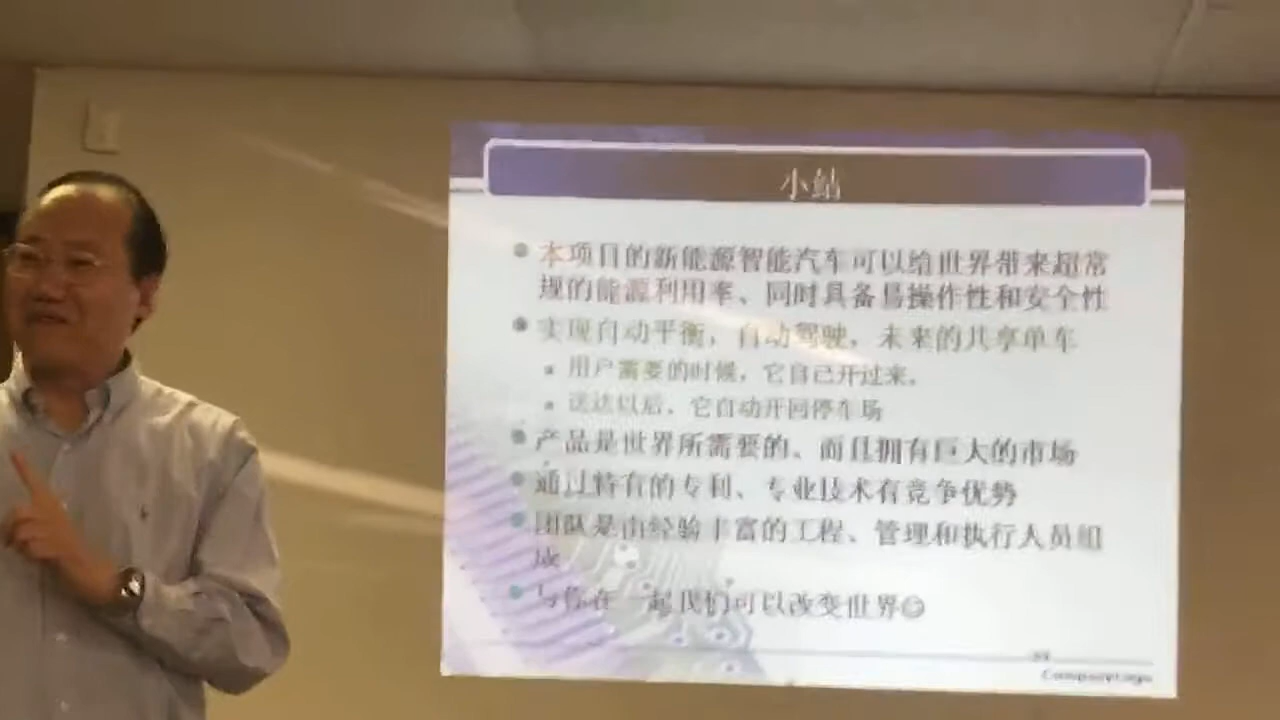 小结
本项目的新能源智能汽车可以给世界带来超常
规的能源利用率、同时具备易操作性和安全性
实现自动平衡，自动驾驶，未来的共享单车
用户需要的时候，它自己开过来。
送达以后，它自动开回停车场
产品是世界所需要的、而且拥有巨大的市场
通过特有的专利、专业技术有竞争优势
团队是由经验丰富的工程、管理和执行人员组
成
与你在一起我们可以改变世界☺
Company Logo